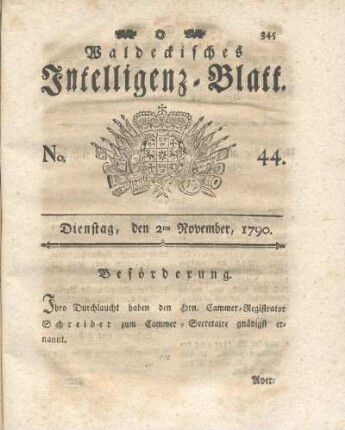 345
Waldeckisches
Intelligenz-Blatt.
No. 44.
Dienstag, den 2ten November, 1790.
Beförderung.
Ihro Durchlaucht haben den Hrn. Cammer-Registrator
Schreiber zum Cammer-Secretaire gnädigst er-
nannt.
Aver-